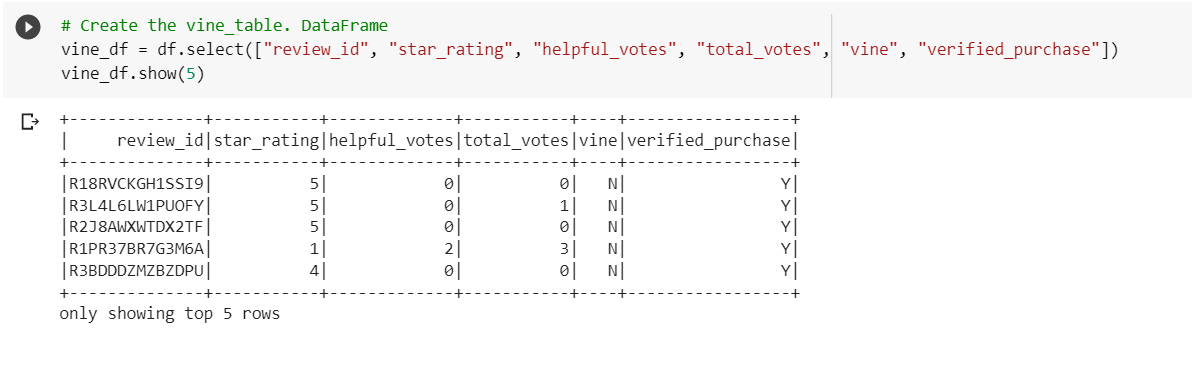 # Create the vine_table. DataFrame
vine_df = df.select(["review_id", "star_rating", "helpful_votes", "total_votes", "vine", "verified_purchase"])
vine_df.show(5)
+--------------+-----------+-------------+-----------+----+-----------------+
|     review_id|star_rating|helpful_votes|total_votes|vine|verified_purchase|
+--------------+-----------+-------------+-----------+----+-----------------+
|R18RVCKGH1SSI9|          5|            0|          0|   N|                Y|
|R3L4L6LW1PUOFY|          5|            0|          1|   N|                Y|
|R2J8AWXWTDX2TF|          5|            0|          0|   N|                Y|
|R1PR37BR7G3M6A|          1|            2|          3|   N|                Y|
|R3BDDDZMZBZDPU|          4|            0|          0|   N|                Y|
+--------------+-----------+-------------+-----------+----+-----------------+
only showing top 5 rows